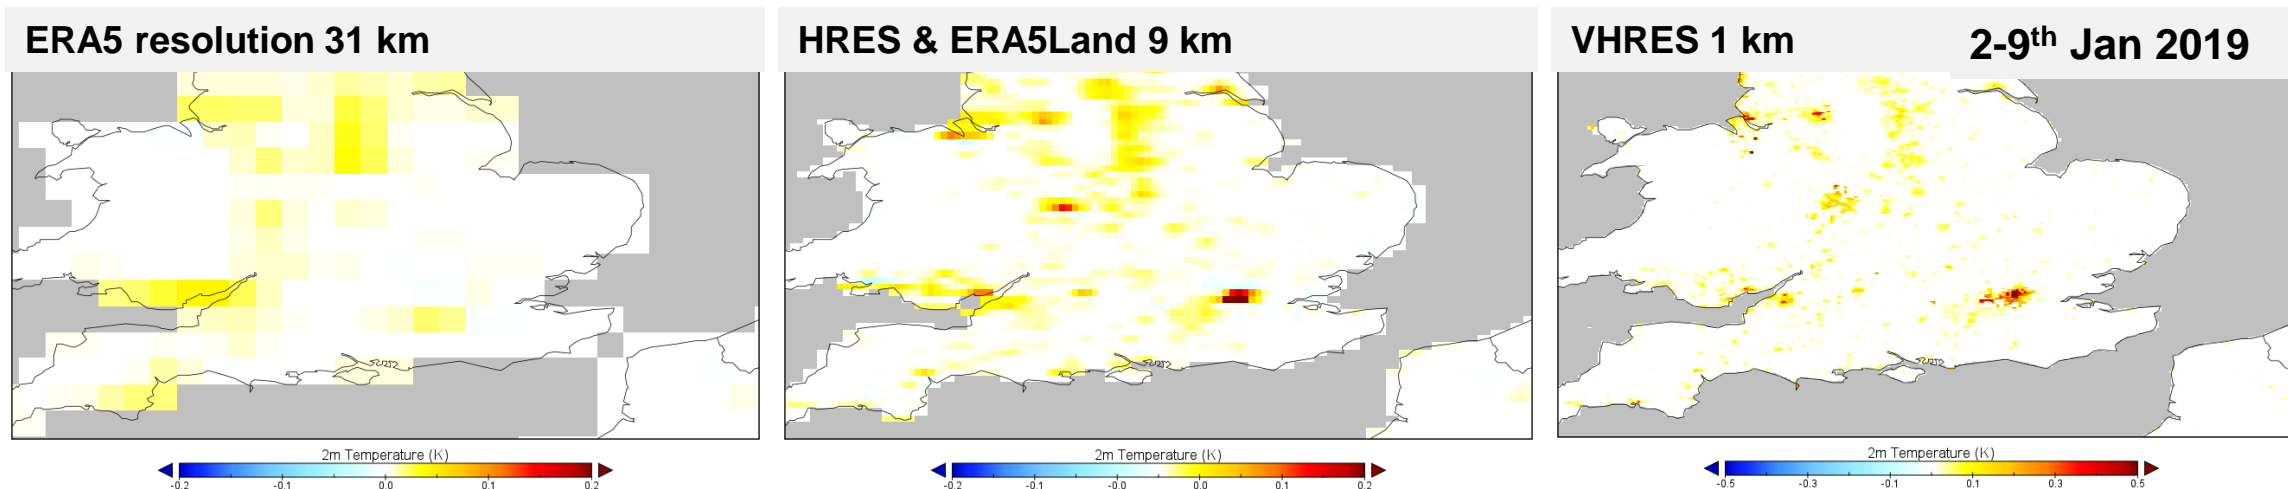 ERA5 resolution 31 km
HRES & ERA5Land 9 km
VHRES 1 km
2-9th Jan 2019
2m Temperature (K)
-0.2 -0.1 0.0 0.1 0.2
2m Temperature (K)
-0.2 -0.1 -0.0 0.0 0.1 0.2
2m Temperature (K)
-0.5 -0.3 -0.1 0.1 0.3 0.5